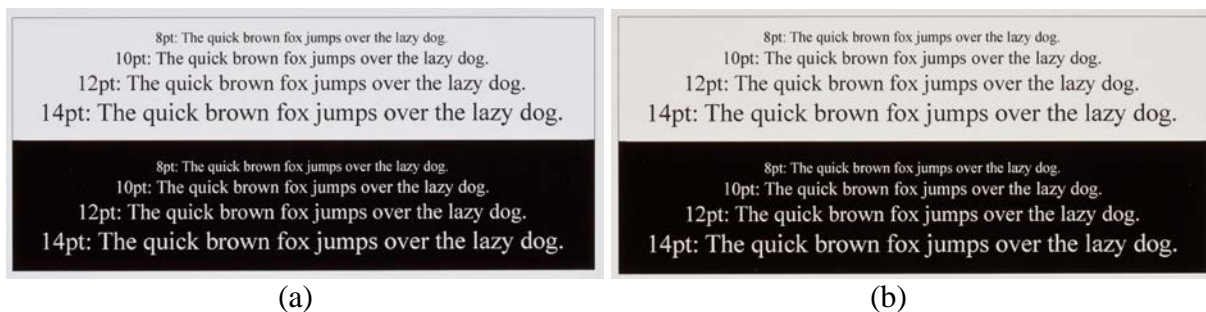 8pt: The quick brown fox jumps over the lazy dog.
10pt: The quick brown fox jumps over the lazy dog.
12pt: The quick brown fox jumps over the lazy dog.
14pt: The quick brown fox jumps over the lazy dog.
8pt: The quick brown fox jumps over the lazy dog.
10pt: The quick brown fox jumps over the lazy dog.
12pt: The quick brown fox jumps over the lazy dog.
14pt: The quick brown fox jumps over the lazy dog.
(a)
8pt: The quick brown fox jumps over the lazy dog.
10pt: The quick brown fox jumps over the lazy dog.
12pt: The quick brown fox jumps over the lazy dog.
14pt: The quick brown fox jumps over the lazy dog.
8pt: The quick brown fox jumps over the lazy dog.
10pt: The quick brown fox jumps over the lazy dog.
12pt: The quick brown fox jumps over the lazy dog.
14pt: The quick brown fox jumps over the lazy dog.
(b)